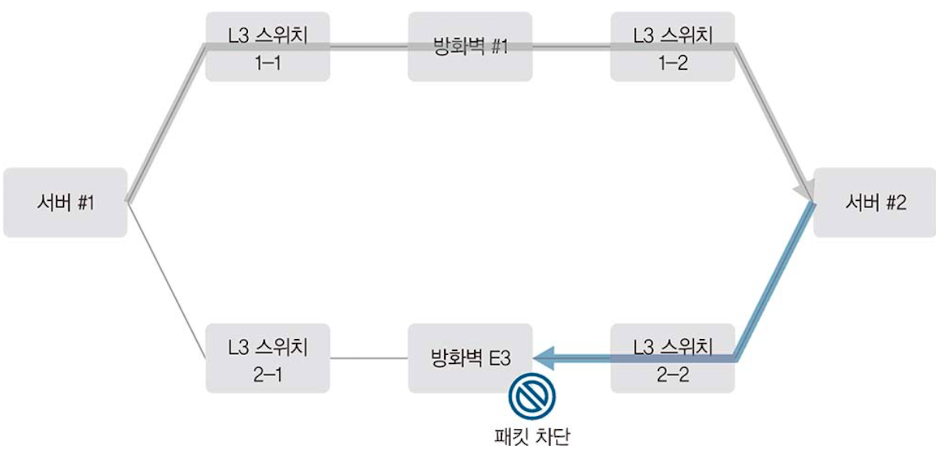 L3 스위치
1-1
방화벽 #1
L3 스위치
1-2
서버 #1
서버 #2
L3 스위치
2-1
방화벽 E3
L3 스위치
2-2
패킷 차단